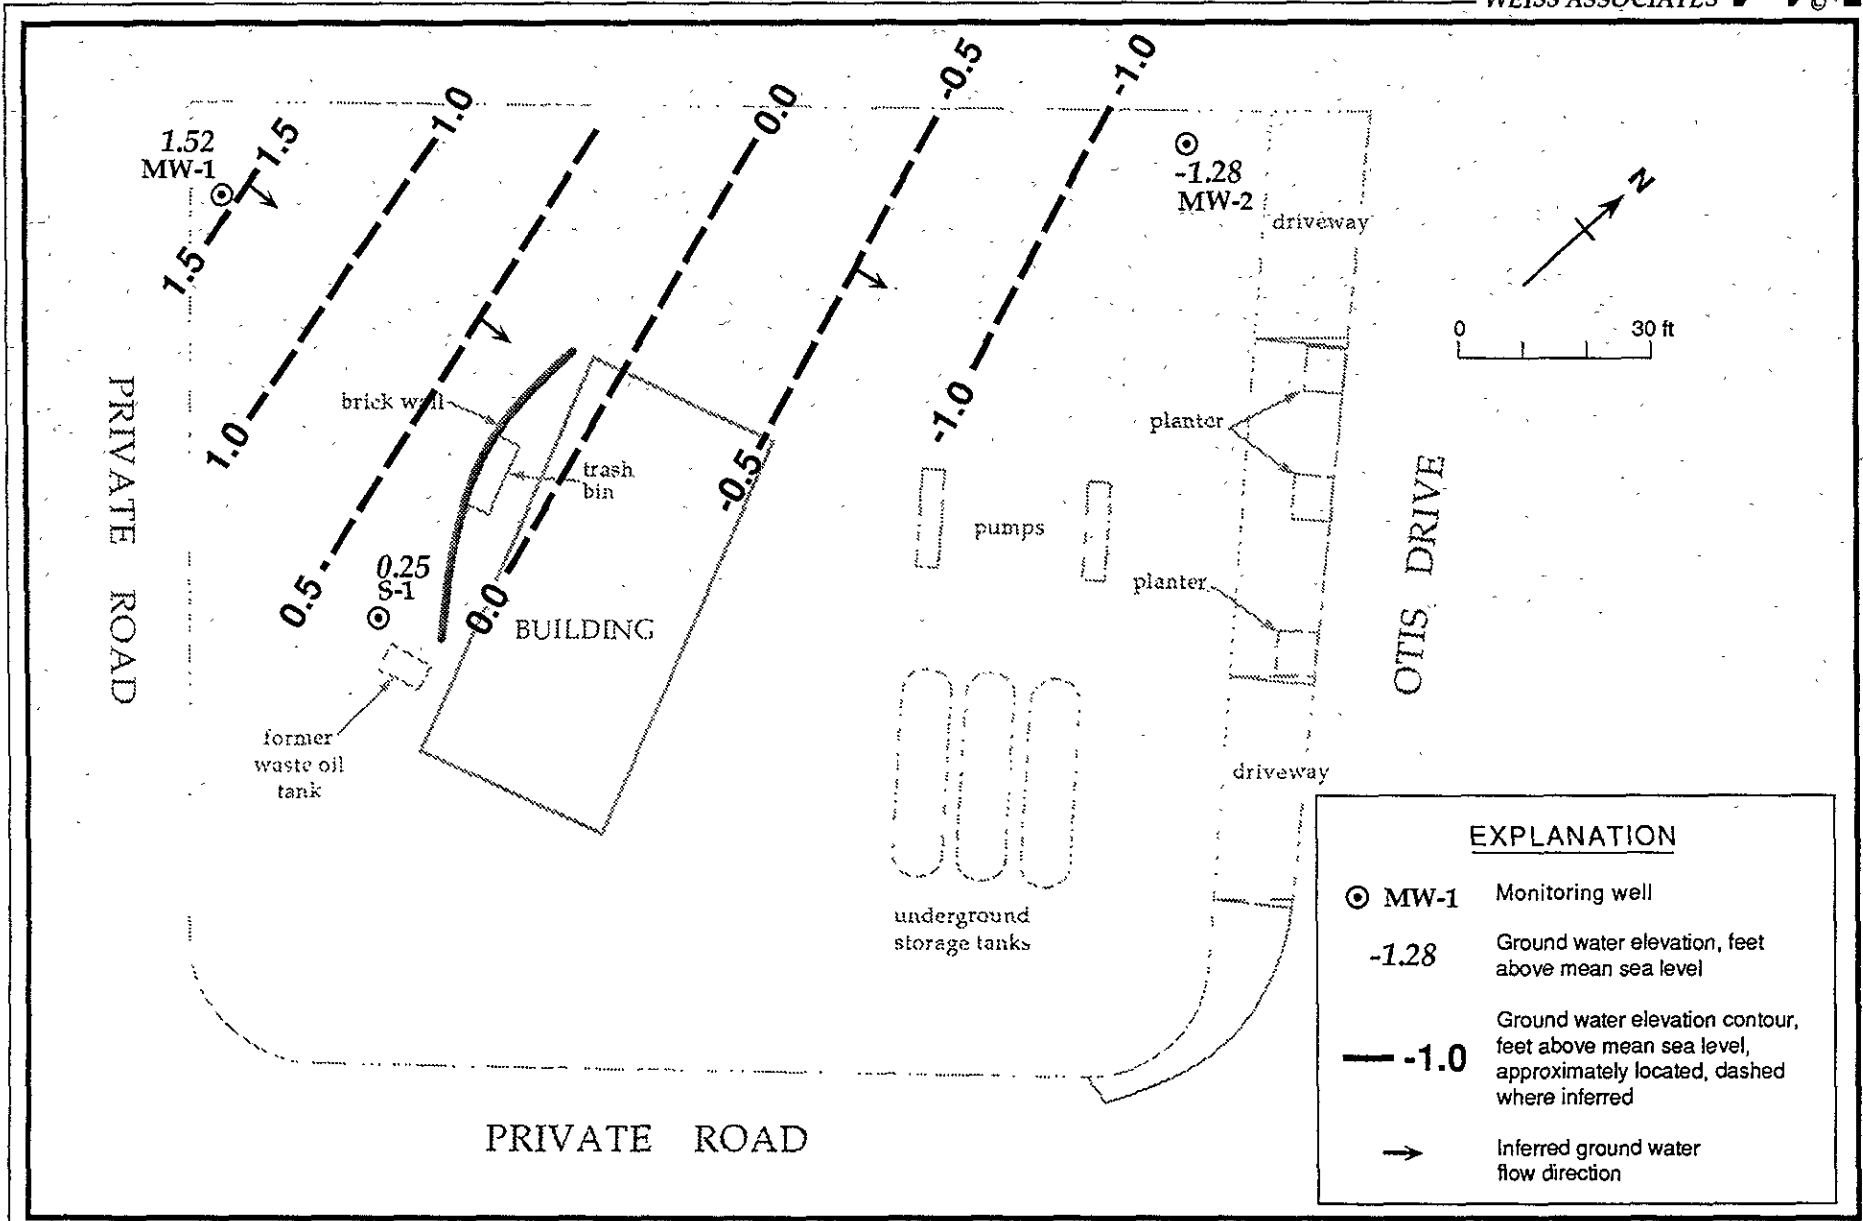 WEISS ASSOCIATES
©
1.0
0.0
-0.5
-1.0
1.5
1.52
MW-1
1.5
-1.28
MW-2
driveway
N
0
30 ft
brick wall
1.0
-1.0
-0.5
trash
bin
planter
pumps
PRIVATE ROAD
OTIS DRIVE
0.25
S-1
0.5
0.0
planter
BUILDING
former
waste oil
tank
driveway
underground
storage tanks
PRIVATE ROAD
EXPLANATION
MW-1 Monitoring well
-1.28 Ground water elevation, feet
above mean sea level
-1.0 Ground water elevation contour,
feet above mean sea level,
approximately located, dashed
where inferred
Inferred ground water
flow direction